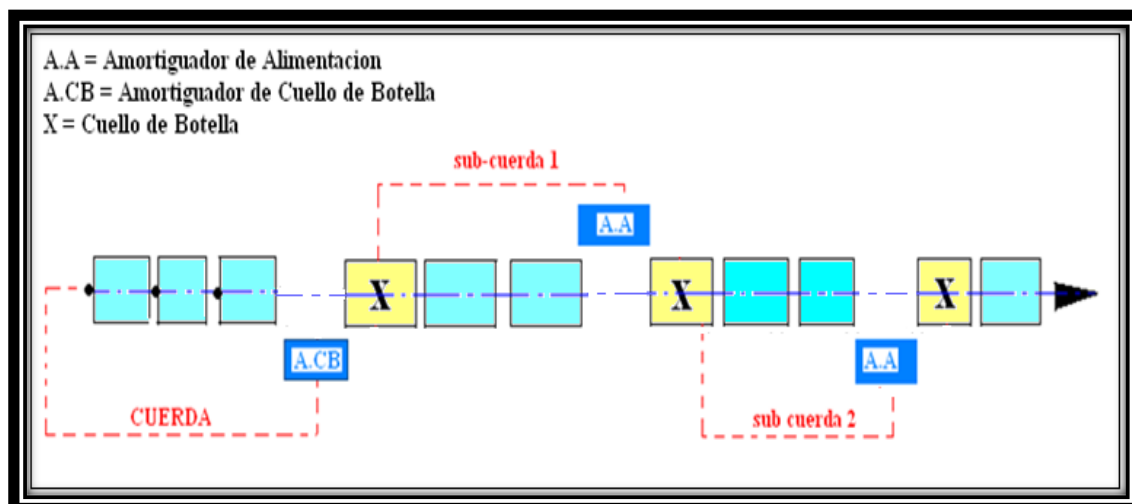 A.A = Amortiguador de Alimentacion
A.CB = Amortiguador de Cuello de Botella
X = Cuello de Botella
sub-cuerda 1
A.A
X
X
X
A.CB
A.A
CUERDA
sub cuerda 2